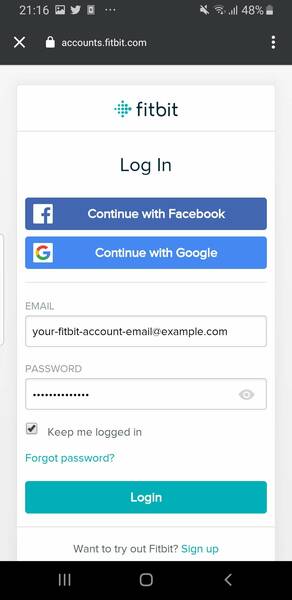 21:16 ... 48%
accounts.fitbit.com
fitbit
Log In
Continue with Facebook
Continue with Google
EMAIL
your-fitbit-account-email@example.com
PASSWORD
••••••••••••••
Keep me logged in
Forgot password?
Login
Want to try out Fitbit? Sign up